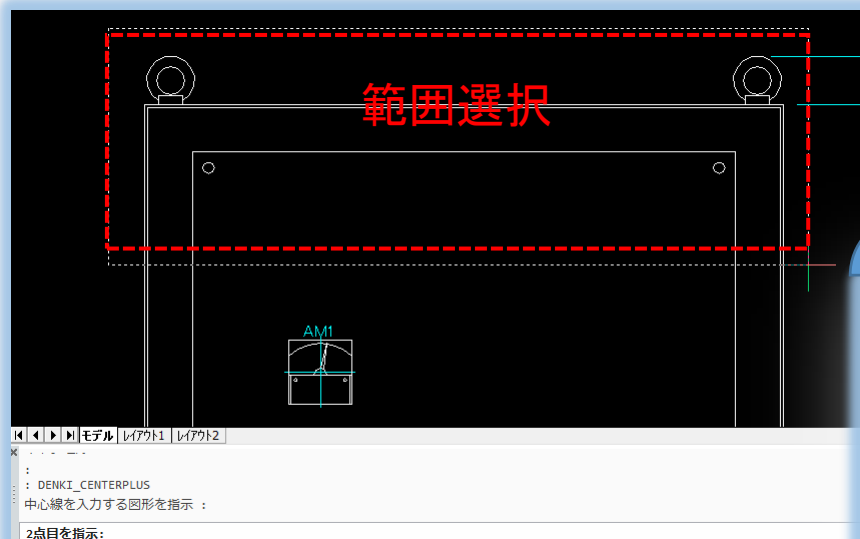 範囲選択
AM1
モデル レイアウト1 レイアウト2
:
: DENKI_CENTERPLUS
中心線を入力する図形を指示 :
2点目を指示: